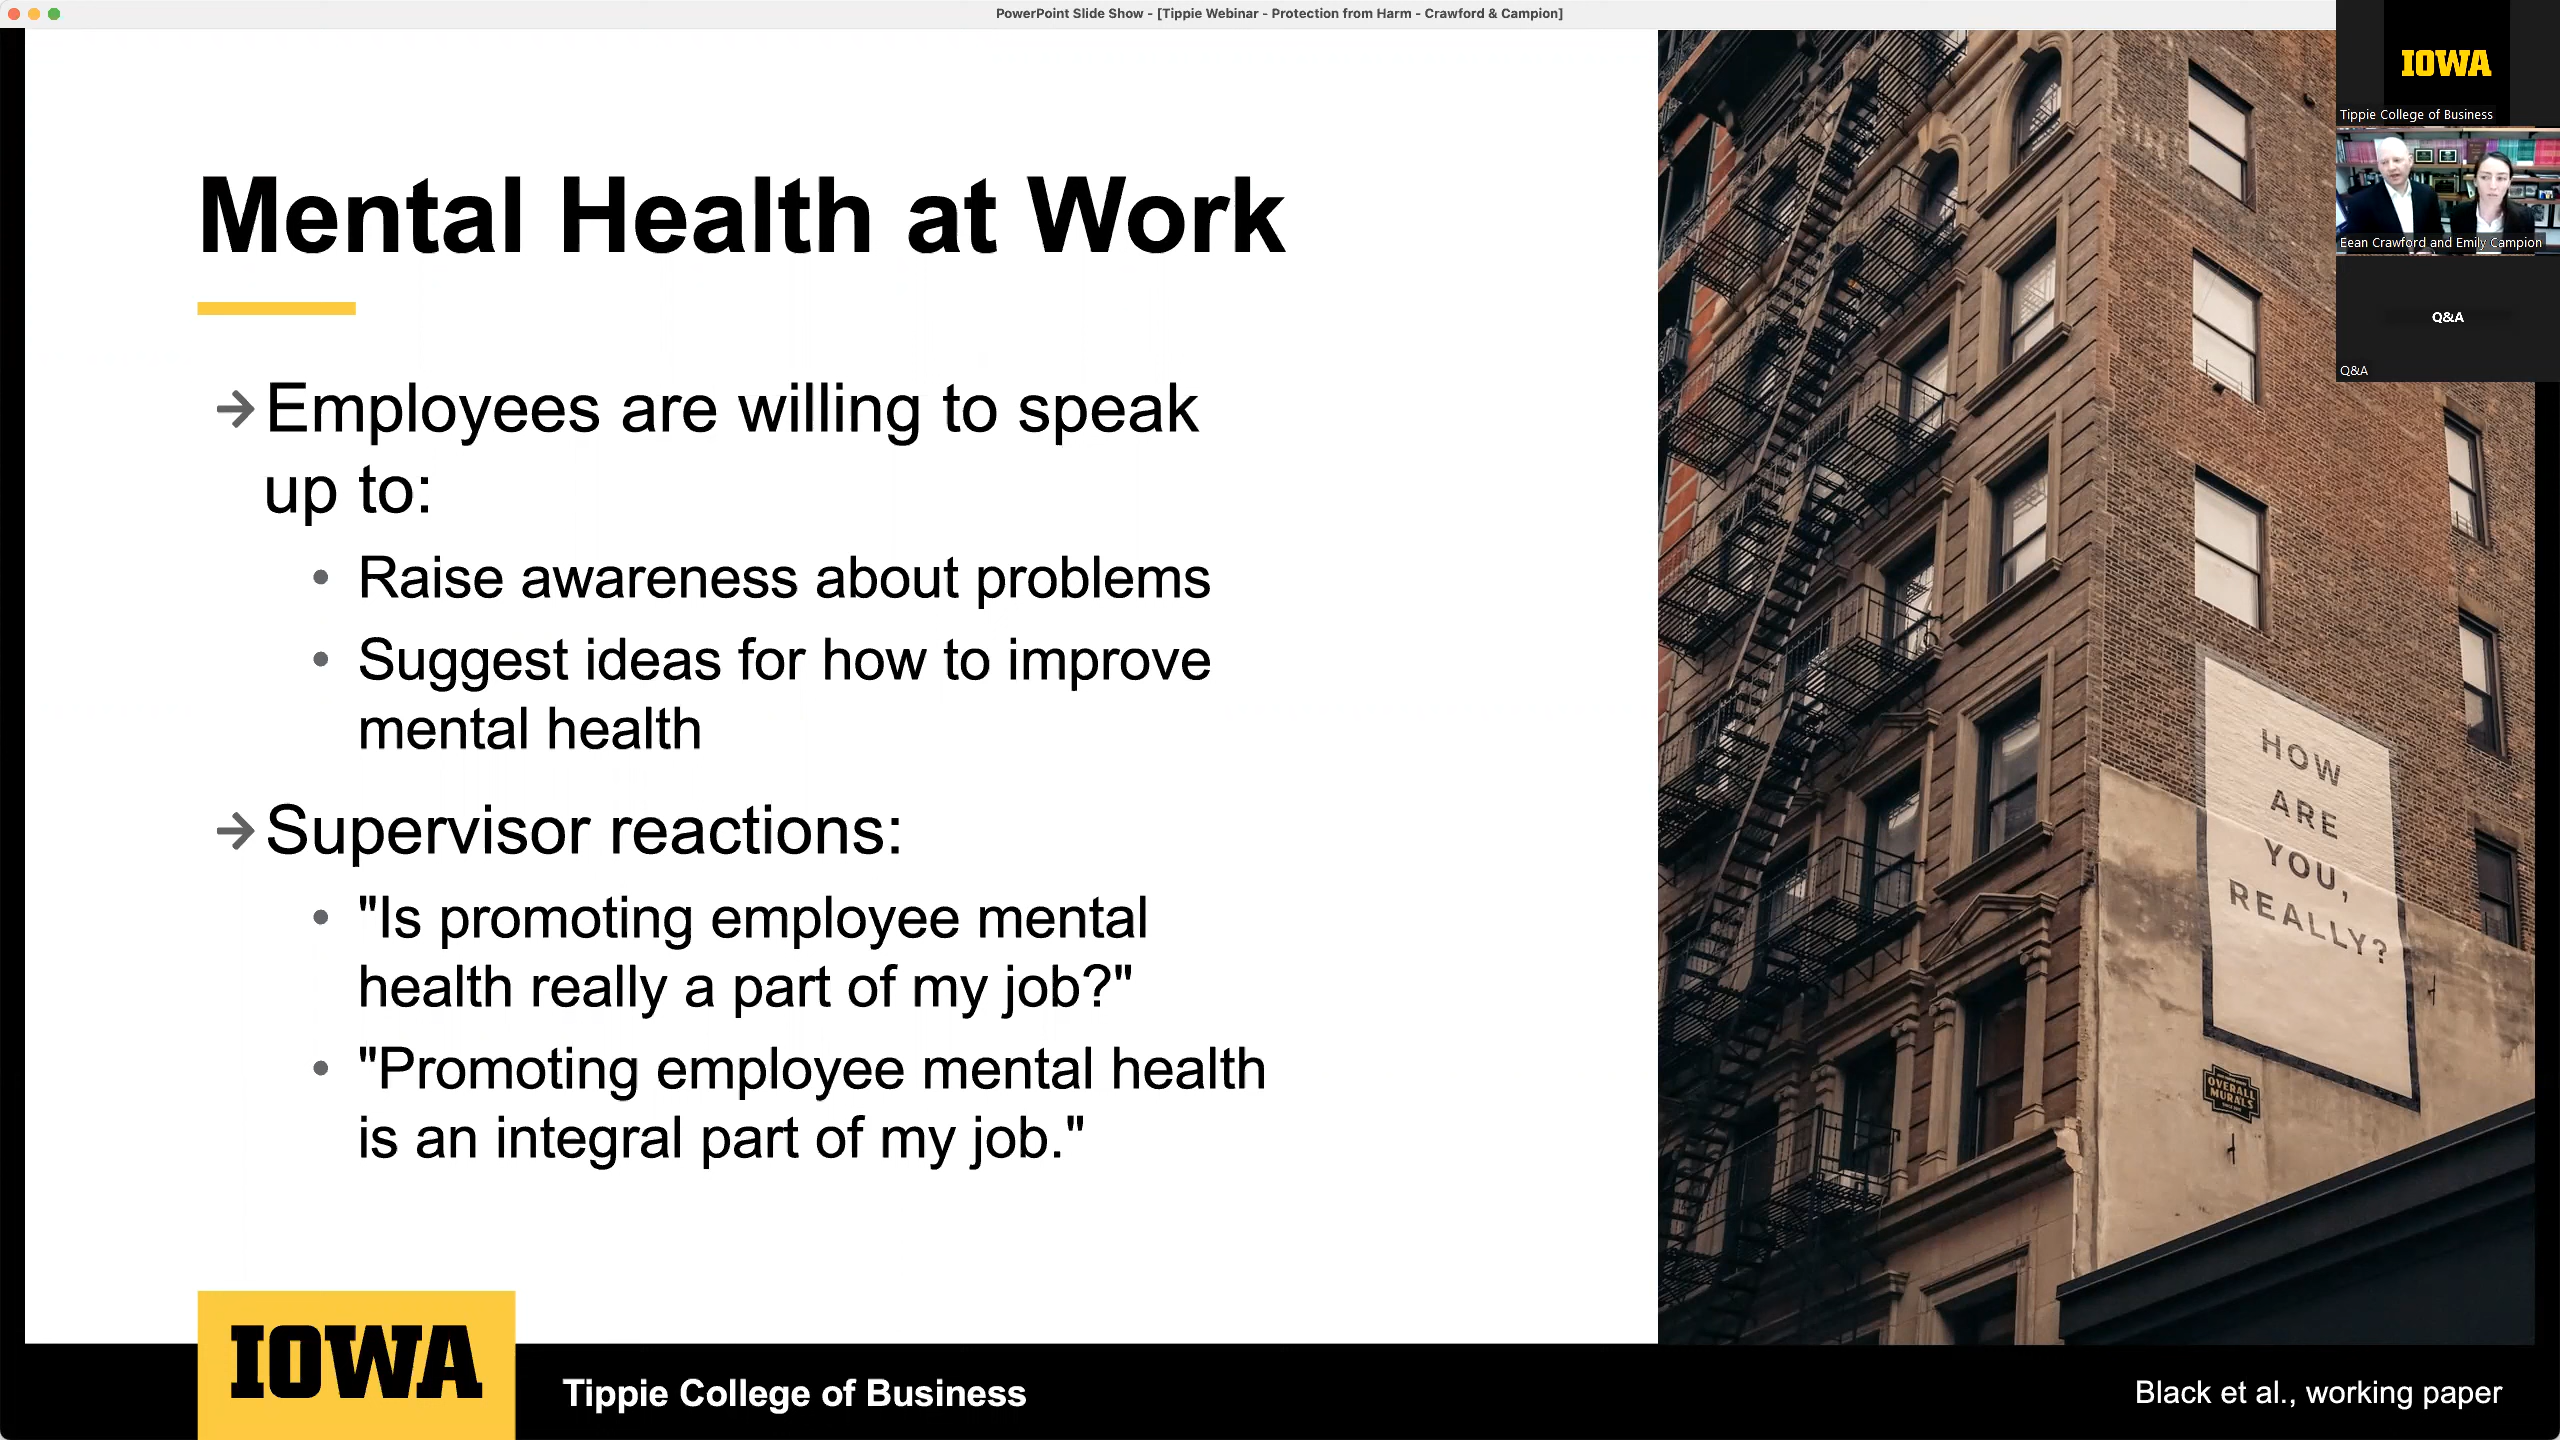 PowerPoint Slide Show - [Tippie Webinar - Protection from Harm - Crawford & Campion]
IOWA
Tippie College of Business
Eean Crawford and Emily Campion
Q&A
Q&A
Mental Health at Work
Employees are willing to speak
up to:
Raise awareness about problems
Suggest ideas for how to improve
mental health
Supervisor reactions:
"Is promoting employee mental
health really a part of my job?"
"Promoting employee mental health
is an integral part of my job."
HOW
ARE
YOU,
REALLY?
OVERALL
MURALS
IOWA
Tippie College of Business
Black et al., working paper